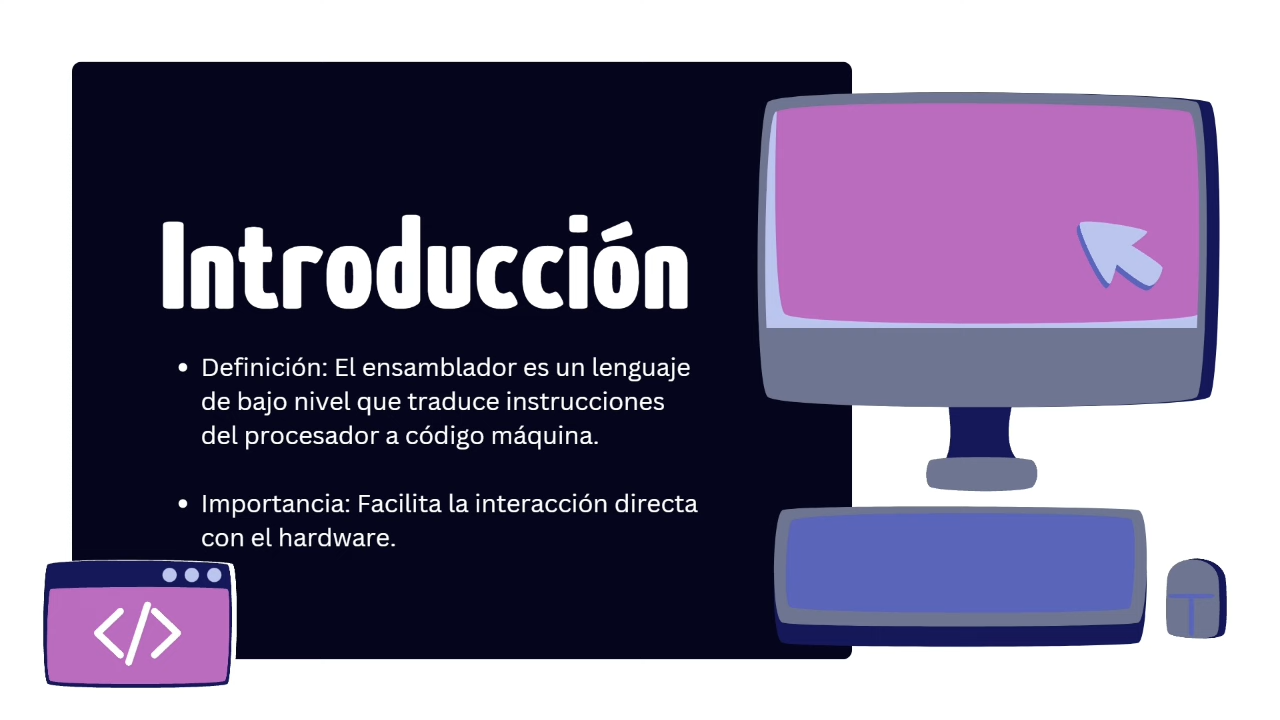 Introducción
• Definición: El ensamblador es un lenguaje
de bajo nivel que traduce instrucciones
del procesador a código máquina.
• Importancia: Facilita la interacción directa
con el hardware.
</>